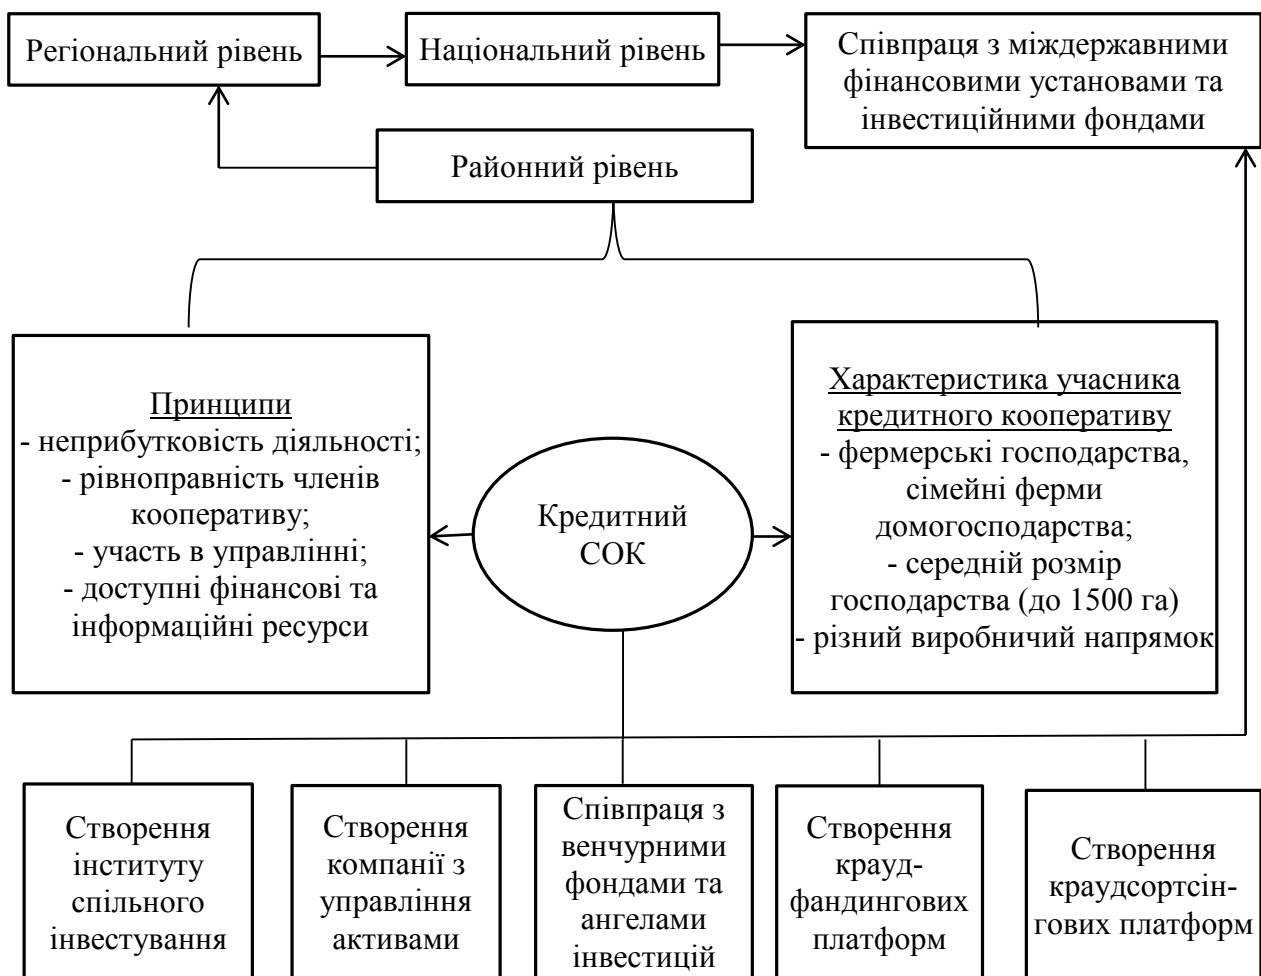 Регіональний рівень
Національний рівень
Співпраця з міждержавними
фінансовими установами та
інвестиційними фондами
Районний рівень
Принципи
- неприбутковість діяльності;
- рівноправність членів
кооперативу;
- участь в управлінні;
- доступні фінансові та
інформаційні ресурси
Кредитний
СОК
Характеристика учасника
кредитного кооперативу
- фермерські господарства,
сімейні ферми
домогосподарства;
- середній розмір
господарства (до 1500 га)
- різний виробничий напрямок
Створення
інституту
спільного
інвестування
Створення
компанії з
управління
активами
Співпраця з
венчурними
фондами та
ангелами
інвестицій
Створення
крауд-
фандингових
платформ
Створення
краудсортсін-
гових платформ